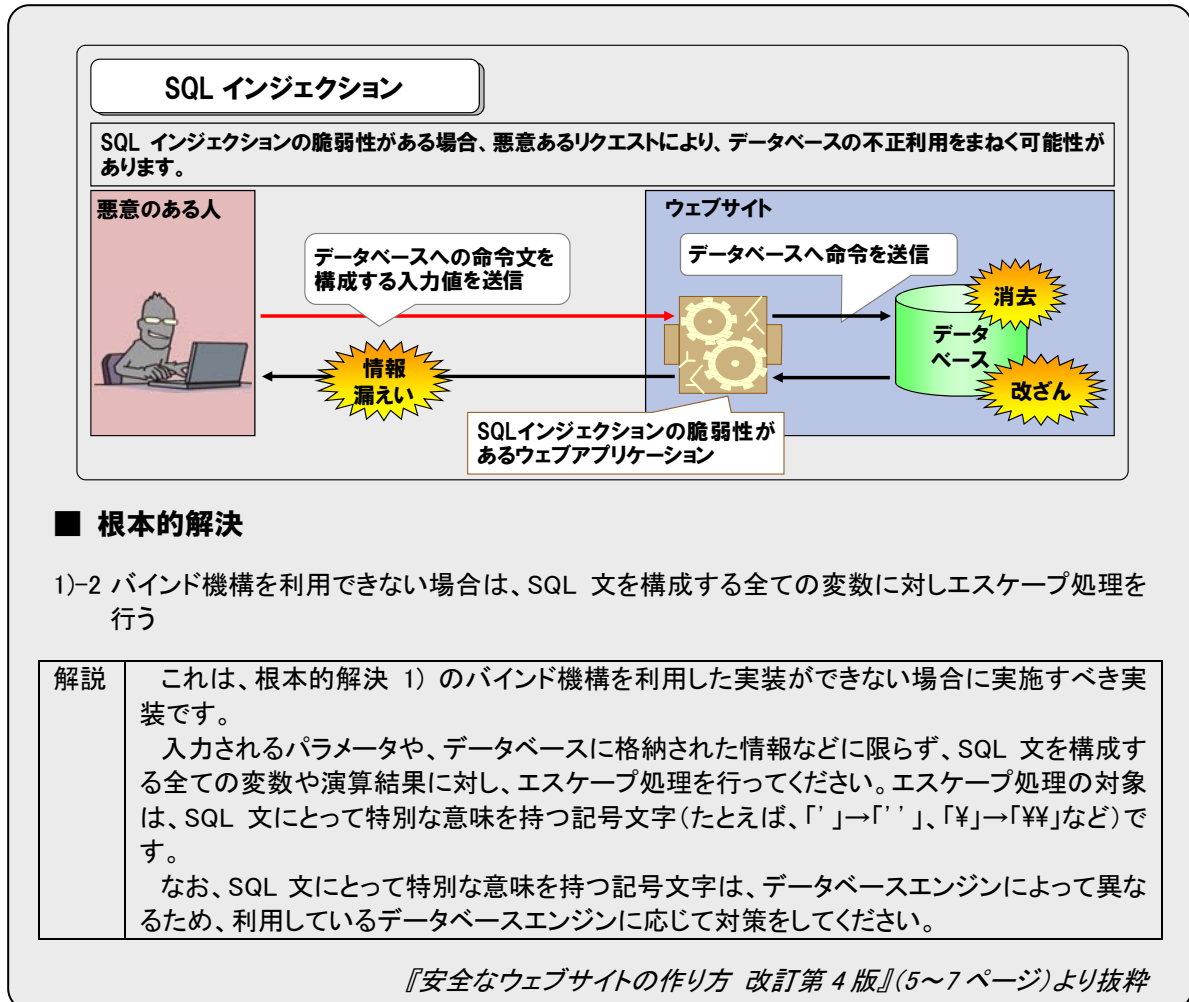 SQL インジェクション
SQL インジェクションの脆弱性がある場合、悪意あるリクエストにより、データベースの不正利用をまねく可能性が
あります。
悪意のある人
ウェブサイト
データベースへの命令文を
構成する入力値を送信
データベースへ命令を送信
消去
データ
ベース
改ざん
情報
漏えい
SQLインジェクションの脆弱性が
あるウェブアプリケーション
■ 根本的解決
1)-2 バインド機構を利用できない場合は、SQL 文を構成する全ての変数に対しエスケープ処理を
行う
解説
これは、根本的解決 1) のバインド機構を利用した実装ができない場合に実施すべき実
装です。
入力されるパラメータや、データベースに格納された情報などに限らず、SQL 文を構成す
る全ての変数や演算結果に対し、エスケープ処理を行ってください。エスケープ処理の対象
は、SQL 文にとって特別な意味を持つ記号文字(たとえば、「'」→「''」、「¥」→「¥¥」など)で
す。
なお、SQL 文にとって特別な意味を持つ記号文字は、データベースエンジンによって異な
るため、利用しているデータベースエンジンに応じて対策をしてください。
『安全なウェブサイトの作り方 改訂第 4 版』(5~7 ページ)より抜粋